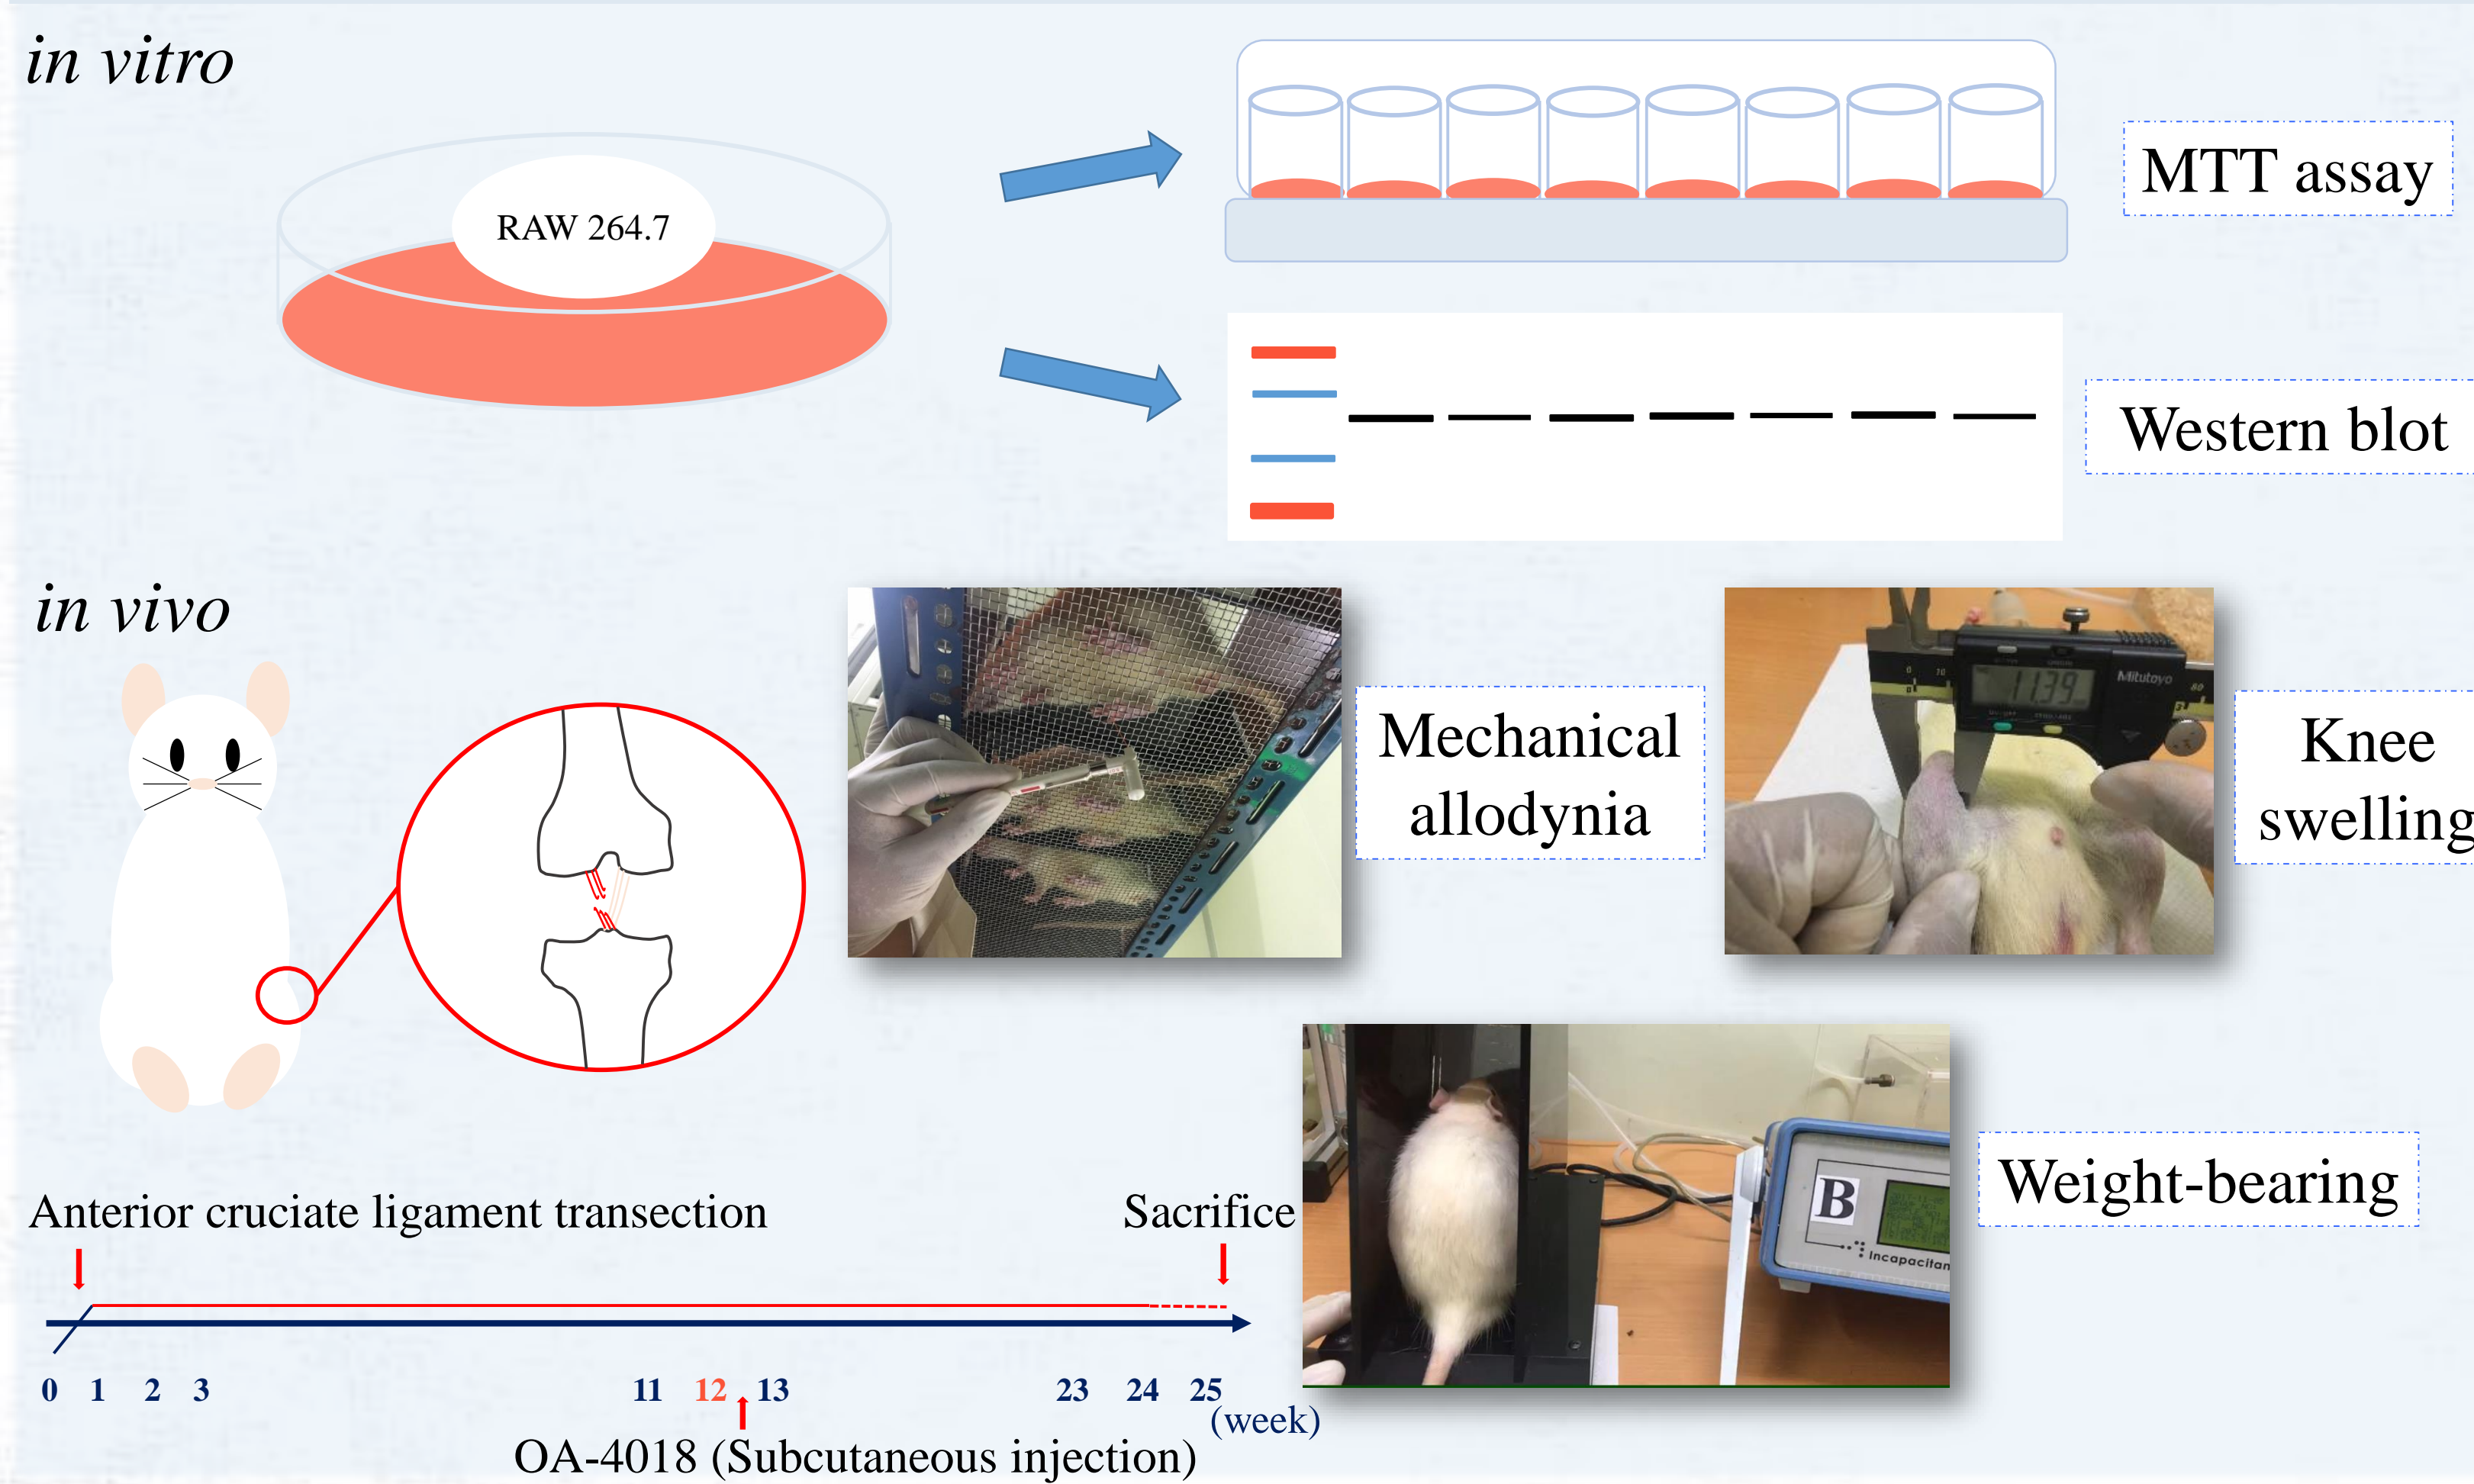 in vitro
RAW 264.7
MTT assay
Western blot
in vivo
Mechanical
allodynia
11.39
Mitutoyo
Knee
swelling
Anterior cruciate ligament transection
Sacrifice
B
Incapacitan
Weight-bearing
0 1 2 3 11 12 13 23 24 25
(week)
OA-4018 (Subcutaneous injection)